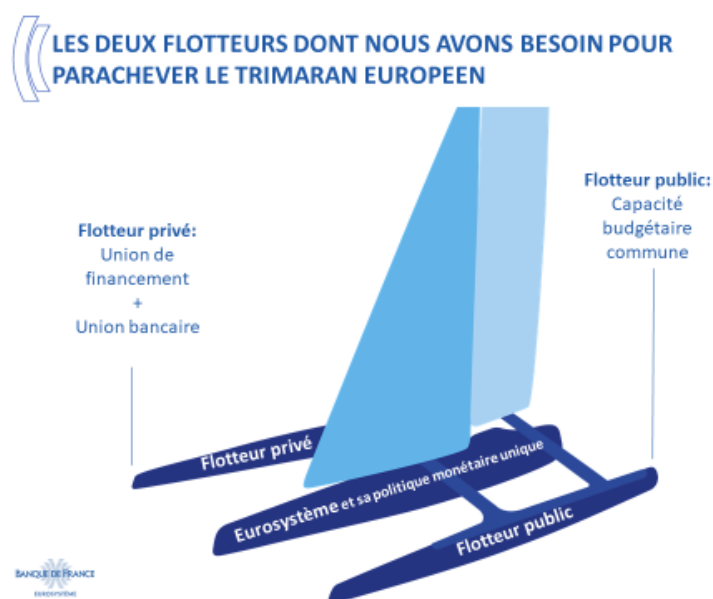 LES DEUX FLOTTEURS DONT NOUS AVONS BESOIN POUR
PARACHEVER LE TRIMARAN EUROPEEN
Flotteur privé:
Union de
financement
+
Union bancaire
Flotteur public:
Capacité
budgétaire
commune
Flotteur privé
Eurosystème et sa politique monétaire unique
Flotteur public
BANQUE DE FRANCE
EUROSYSTÈME